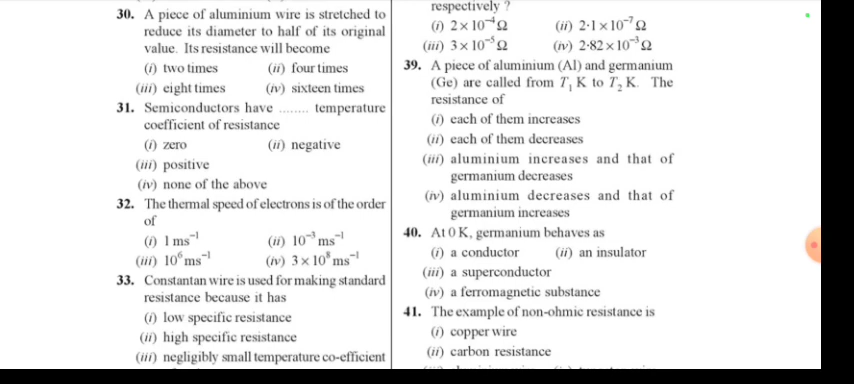 30. A piece of aluminium wire is stretched to
reduce its diameter to half of its original
value. Its resistance will become
(i) two times (ii) four times
(iii) eight times (iv) sixteen times
31. Semiconductors have ........ temperature
coefficient of resistance
(i) zero (ii) negative
(iii) positive
(iv) none of the above
32. The thermal speed of electrons is of the order
of
(i) 1 ms⁻¹ (ii) 10⁻³ ms⁻¹
(iii) 10⁶ ms⁻¹ (iv) 3 × 10⁸ ms⁻¹
33. Constantan wire is used for making standard
resistance because it has
(i) low specific resistance
(ii) high specific resistance
(iii) negligibly small temperature co-efficient
respectively ?
(i) 2 × 10⁻⁴ Ω (ii) 2·1 × 10⁻⁷ Ω
(iii) 3 × 10⁻⁵ Ω (iv) 2·82 × 10⁻³ Ω
39. A piece of aluminium (Al) and germanium
(Ge) are called from T₁ K to T₂ K. The
resistance of
(i) each of them increases
(ii) each of them decreases
(iii) aluminium increases and that of
germanium decreases
(iv) aluminium decreases and that of
germanium increases
40. At 0 K, germanium behaves as
(i) a conductor (ii) an insulator
(iii) a superconductor
(iv) a ferromagnetic substance
41. The example of non-ohmic resistance is
(i) copper wire
(ii) carbon resistance